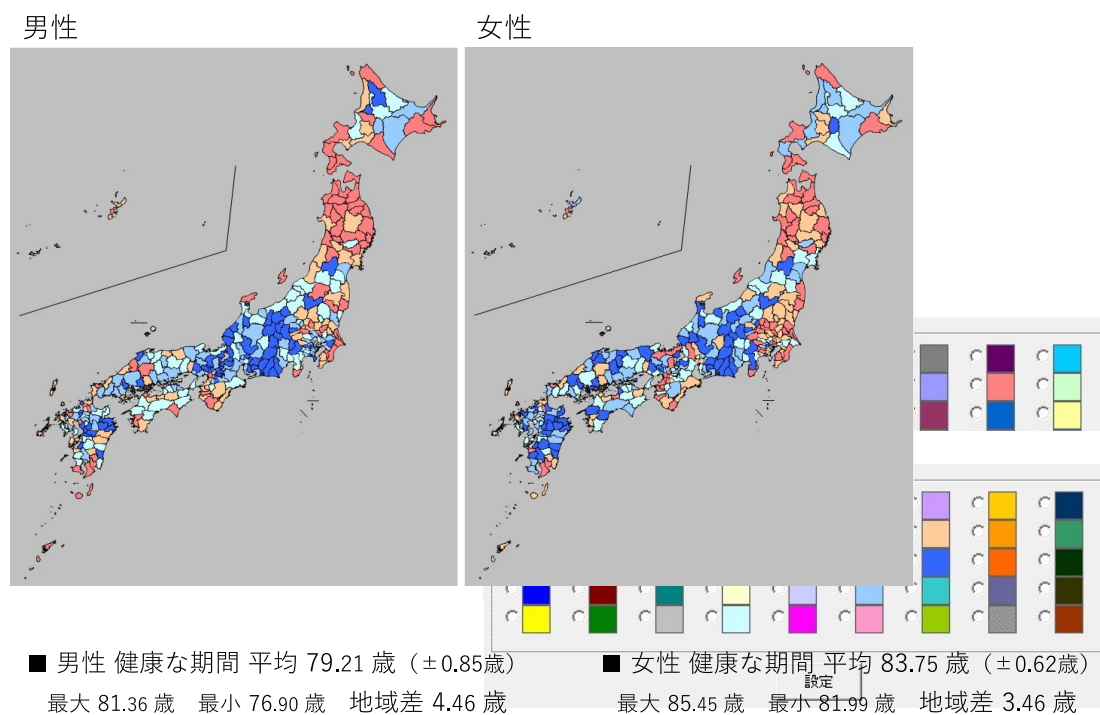 男性
女性
■ 男性 健康な期間 平均 79.21 歳（±0.85歳）
最大 81.36 歳 最小 76.90 歳 地域差 4.46 歳
■ 女性 健康な期間 平均 83.75 歳（±0.62歳）
設定
最大 85.45 歳 最小 81.99 歳 地域差 3.46 歳